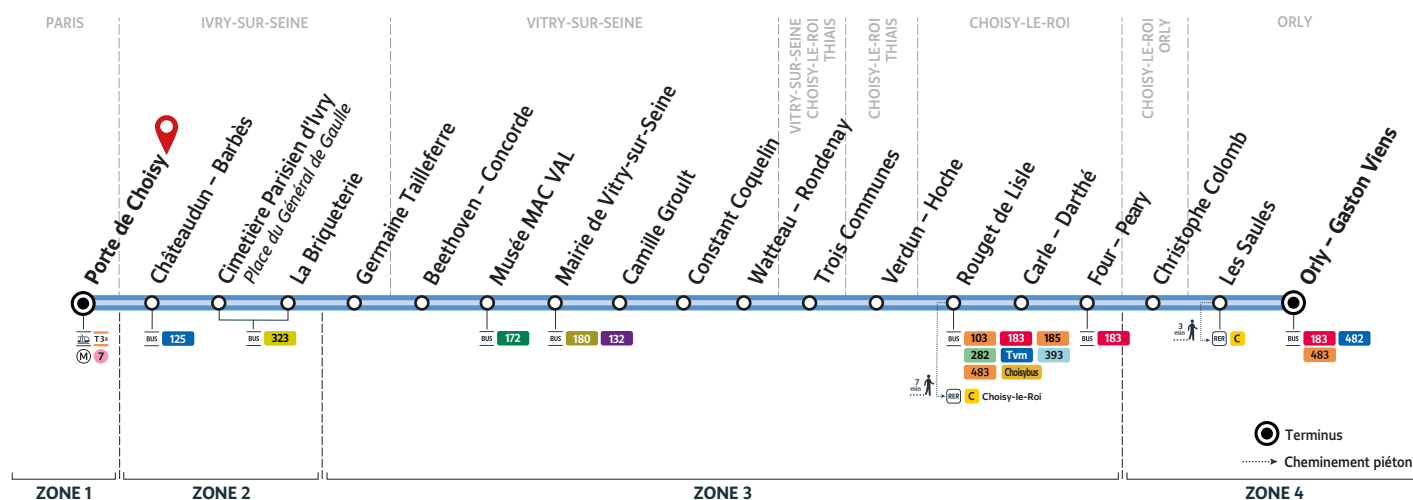 PARIS
IVRY-SUR-SEINE
VITRY-SUR-SEINE
VITRY-SUR-SEINE
CHOISY-LE-ROI
THIAIS
CHOISY-LE-ROI
THIAIS
CHOISY-LE-ROI
CHOISY-LE-ROI
ORLY
ORLY
Porte de Choisy
Châteaudun – Barbès
Cimetière Parisien d'Ivry
Place du Général de Gaulle
La Briqueterie
Germaine Tailleferre
Beethoven – Concorde
Musée MAC VAL
Mairie de Vitry-sur-Seine
Camille Groult
Constant Coquelin
Watteau – Rondenay
Trois Communes
Verdun – Hoche
Rouget de Lisle
Carle – Darthé
Four – Peary
Christophe Colomb
Les Saules
Orly – Gaston Viens
T3a
M 7
BUS 125
BUS 323
BUS 172
BUS 180 132
BUS 103 183 185
282 Tvm 393
483 Choisybus
7
min
RER C Choisy-le-Roi
BUS 183
3
min
RER C
BUS 183 482
483
Terminus
Cheminement piéton
ZONE 1
ZONE 2
ZONE 3
ZONE 4